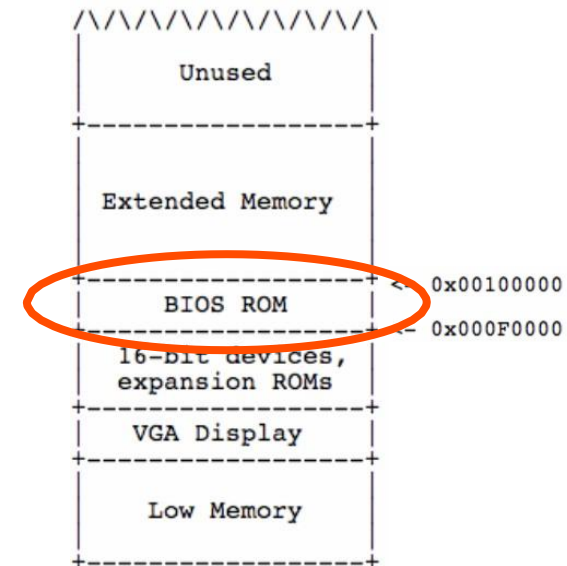 /\/\/\/\/\/\/\/\/\/\
Unused
+------------------+
Extended Memory
+------------------+ <- 0x00100000
BIOS ROM
+------------------+ <- 0x000F0000
16-bit devices,
expansion ROMs
+------------------+
VGA Display
+------------------+
Low Memory
+------------------+